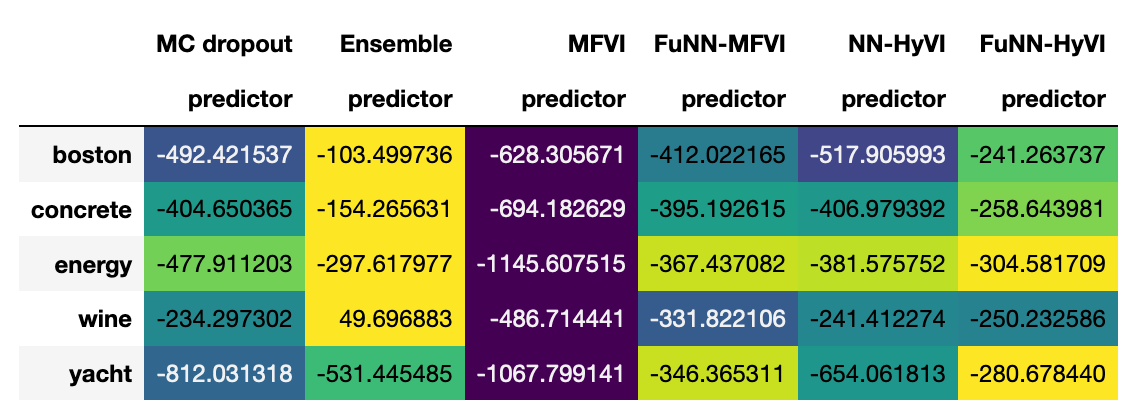 MC dropout Ensemble MFVI FuNN-MFVI NN-HyVI FuNN-HyVI
predictor predictor predictor predictor predictor predictor
boston -492.421537 -103.499736 -628.305671 -412.022165 -517.905993 -241.263737
concrete -404.650365 -154.265631 -694.182629 -395.192615 -406.979392 -258.643981
energy -477.911203 -297.617977 -1145.607515 -367.437082 -381.575752 -304.581709
wine -234.297302 49.696883 -486.714441 -331.822106 -241.412274 -250.232586
yacht -812.031318 -531.445485 -1067.799141 -346.365311 -654.061813 -280.678440